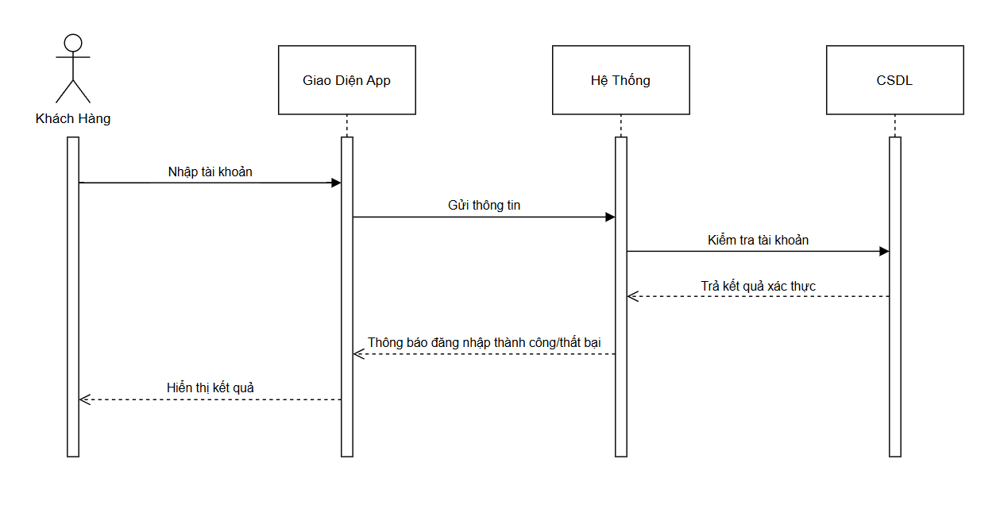 Khách Hàng
Giao Diện App
Hệ Thống
CSDL
Nhập tài khoản
Gửi thông tin
Kiểm tra tài khoản
Trả kết quả xác thực
Thông báo đăng nhập thành công/thất bại
Hiển thị kết quả